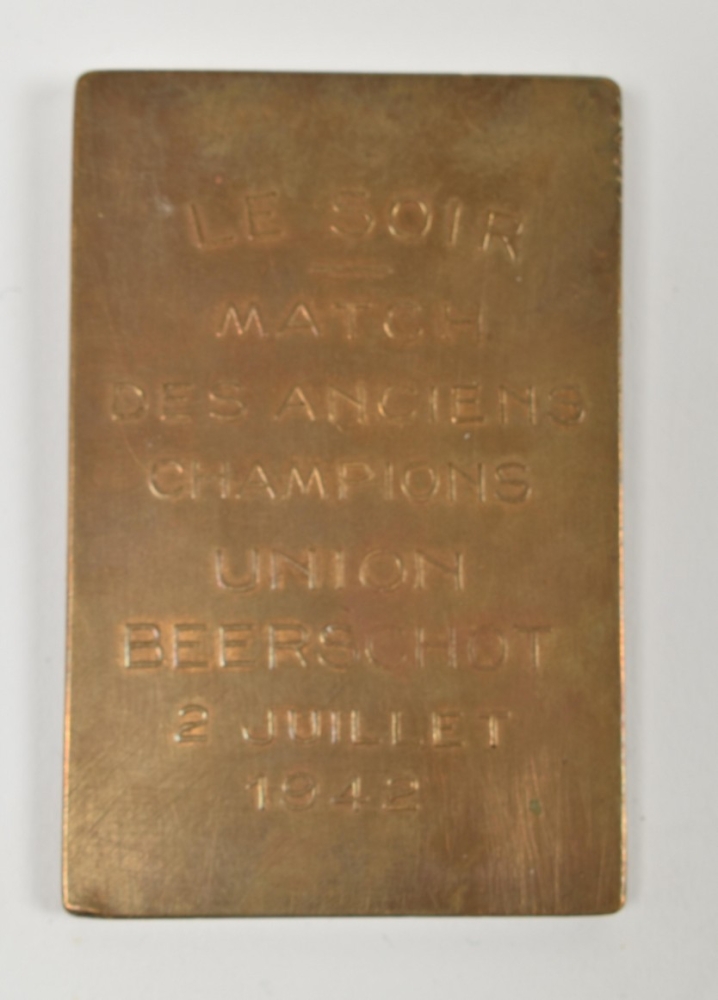 LE SOIR
MATCH
DES ANCIENS
CHAMPIONS
UNION
BEERSCHOT
2 JUILLET
1942